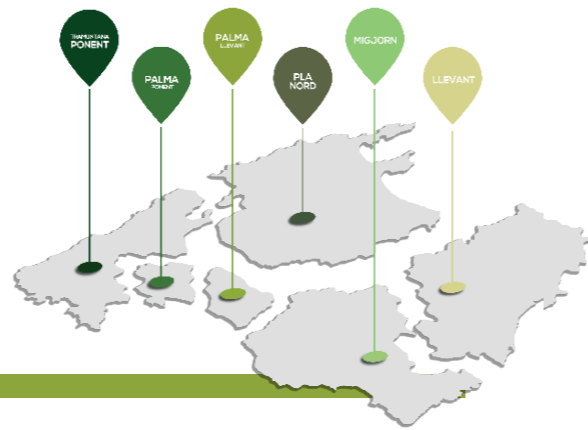 TRAMUNTANA
PONENT
PALMA
PONENT
PALMA
LLEVANT
PLA
NORD
MIGJORN
LLEVANT